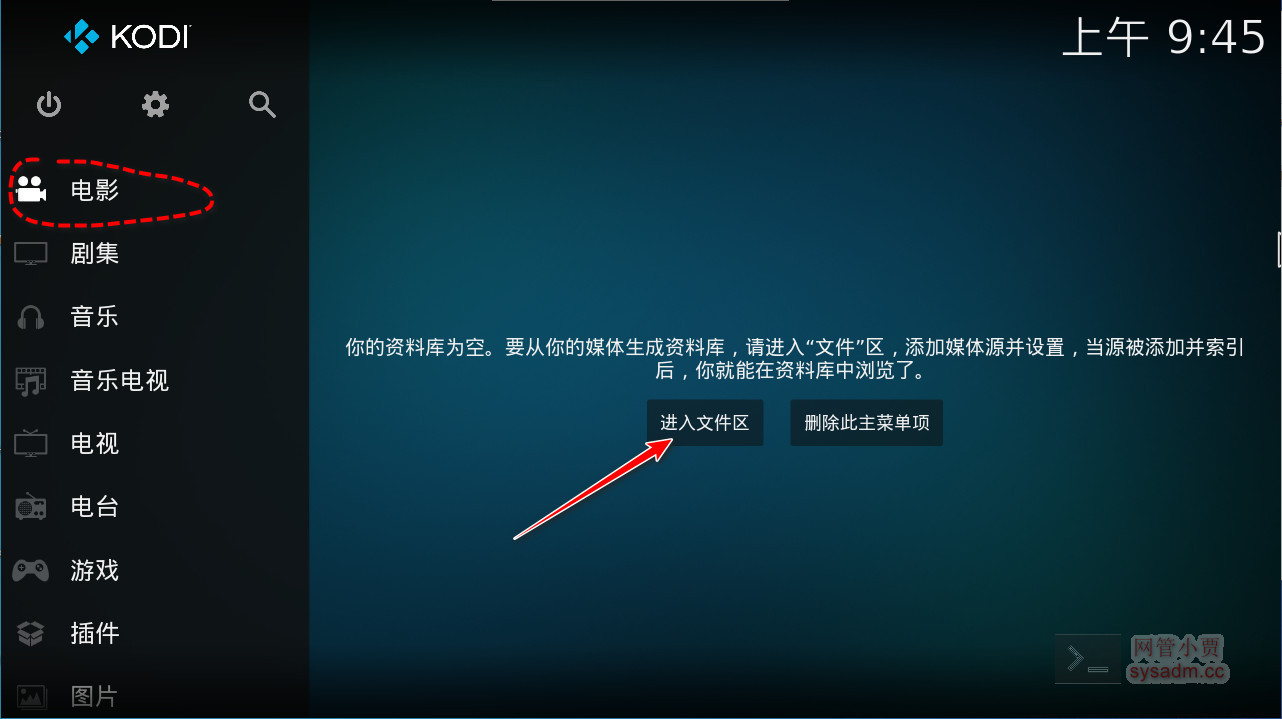 KODI
上午 9:45
电影
剧集
音乐
音乐电视
电视
电台
游戏
插件
图片
你的资料库为空。要从你的媒体生成资料库，请进入“文件”区，添加媒体源并设置，当源被添加并索引
后，你就能在资料库中浏览了。
进入文件区
删除此主菜单项
网管小贾
sysadm.cc